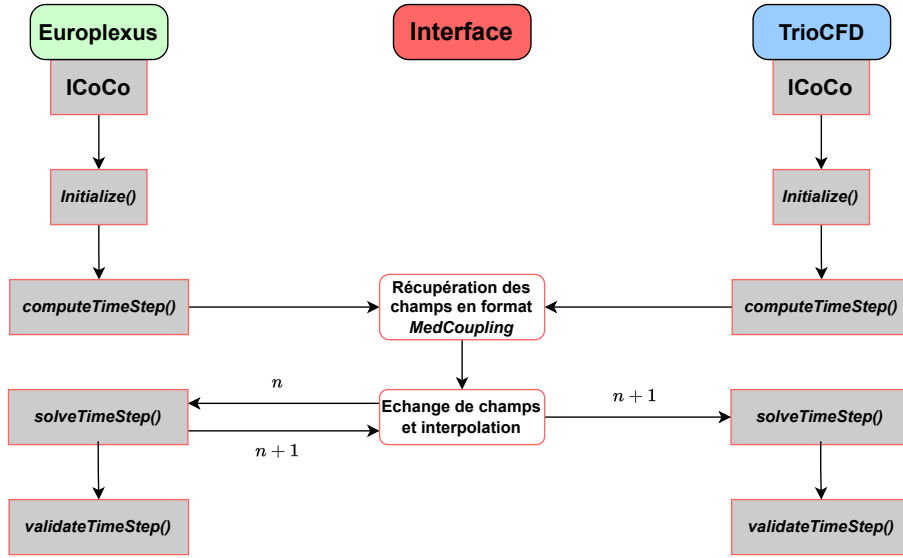 Europlexus
Interface
TrioCFD
ICoCo
ICoCo
Initialize()
Initialize()
computeTimeStep()
Récupération des
champs en format
MedCoupling
computeTimeStep()
n
n + 1
solveTimeStep()
Echange de champs
et interpolation
solveTimeStep()
n + 1
validateTimeStep()
validateTimeStep()